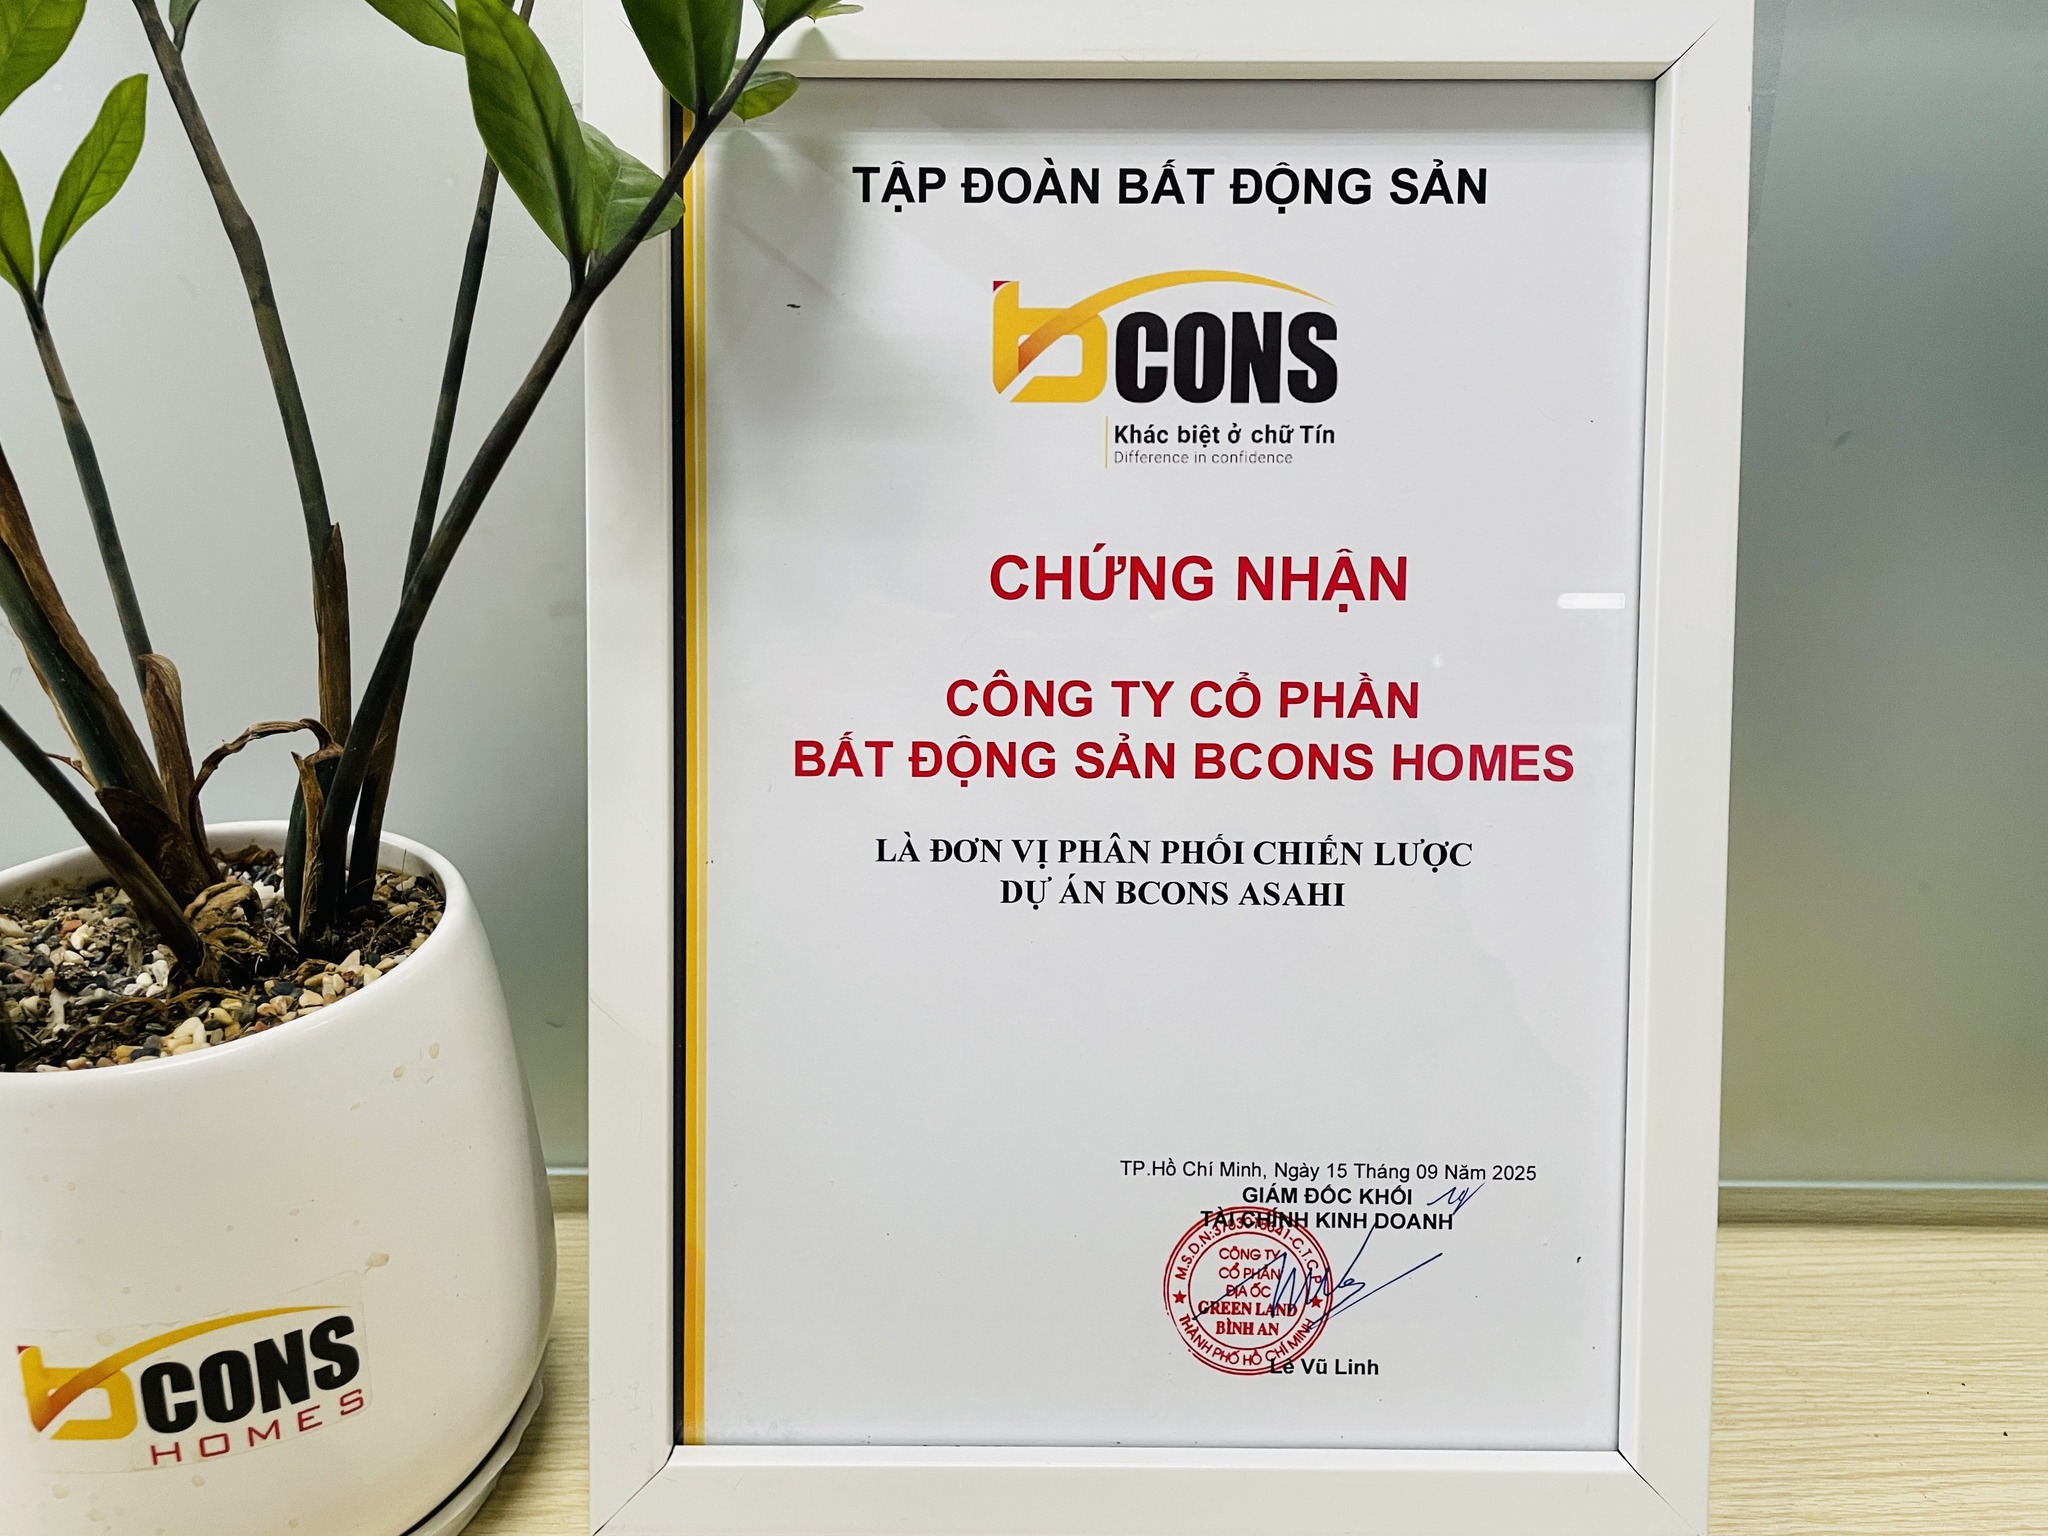 TẬP ĐOÀN BẤT ĐỘNG SẢN
bCONS
Khác biệt ở chữ Tín
Difference in confidence
CHỨNG NHẬN
CÔNG TY CỔ PHẦN
BẤT ĐỘNG SẢN BCONS HOMES
LÀ ĐƠN VỊ PHÂN PHỐI CHIẾN LƯỢC
DỰ ÁN BCONS ASAHI
TP.Hồ Chí Minh, Ngày 15 Tháng 09 Năm 2025
GIÁM ĐỐC KHỐI
TÀI CHÍNH KINH DOANH
CÔNG TY
CỔ PHẦN
ĐỊA ỐC
GREEN LAND
BÌNH AN
THÀNH PHỐ HỒ CHÍ MINH
Lê Vũ Linh
bCONS
HOMES